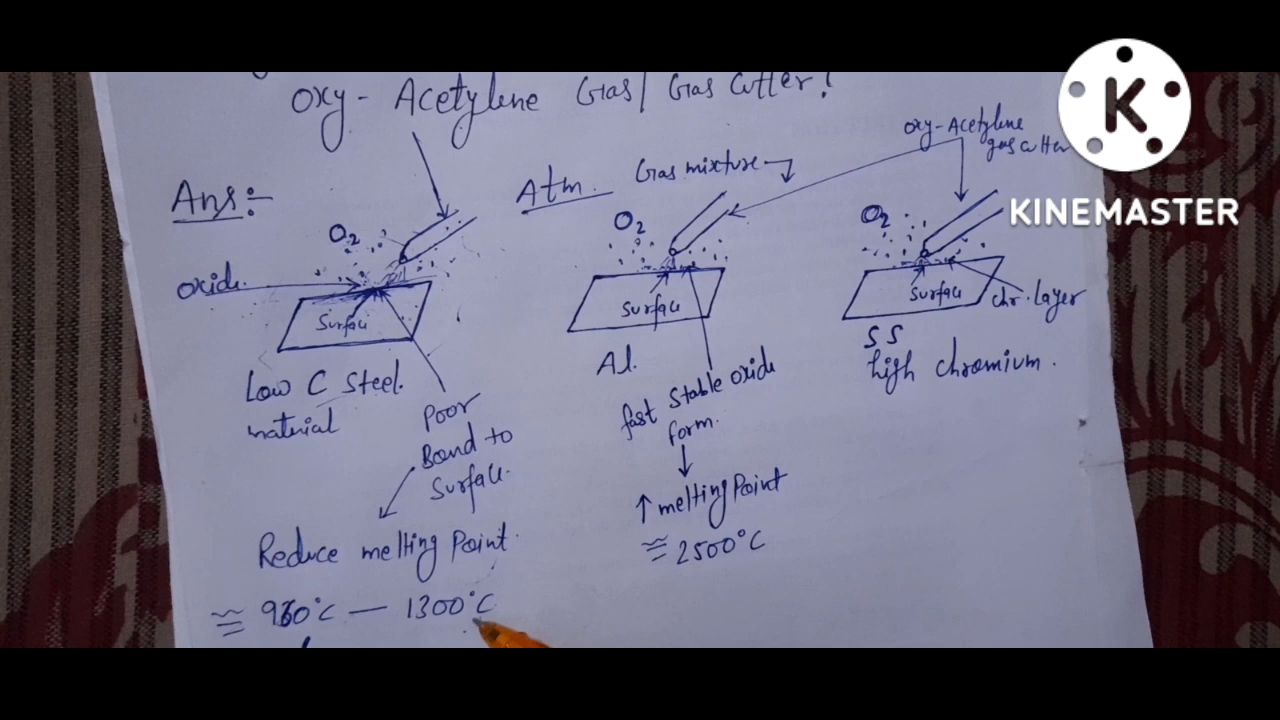 Oxy - Acetylene Gas/ Gas Cutter?
Ans:-
Atm.
Gas mixture
Oxy-Acetylene
gas cutter
O2
O2
O2
Oxide
Surface
Surface
Surface
chr. layer
Low C Steel
material
Al.
SS
high chromium.
Poor
Bond to
Surface.
fast stable oxide
form.
↑ melting Point
≅ 2500°C
Reduce melting Point.
≅ 960°C — 1300°C
K
KINEMASTER